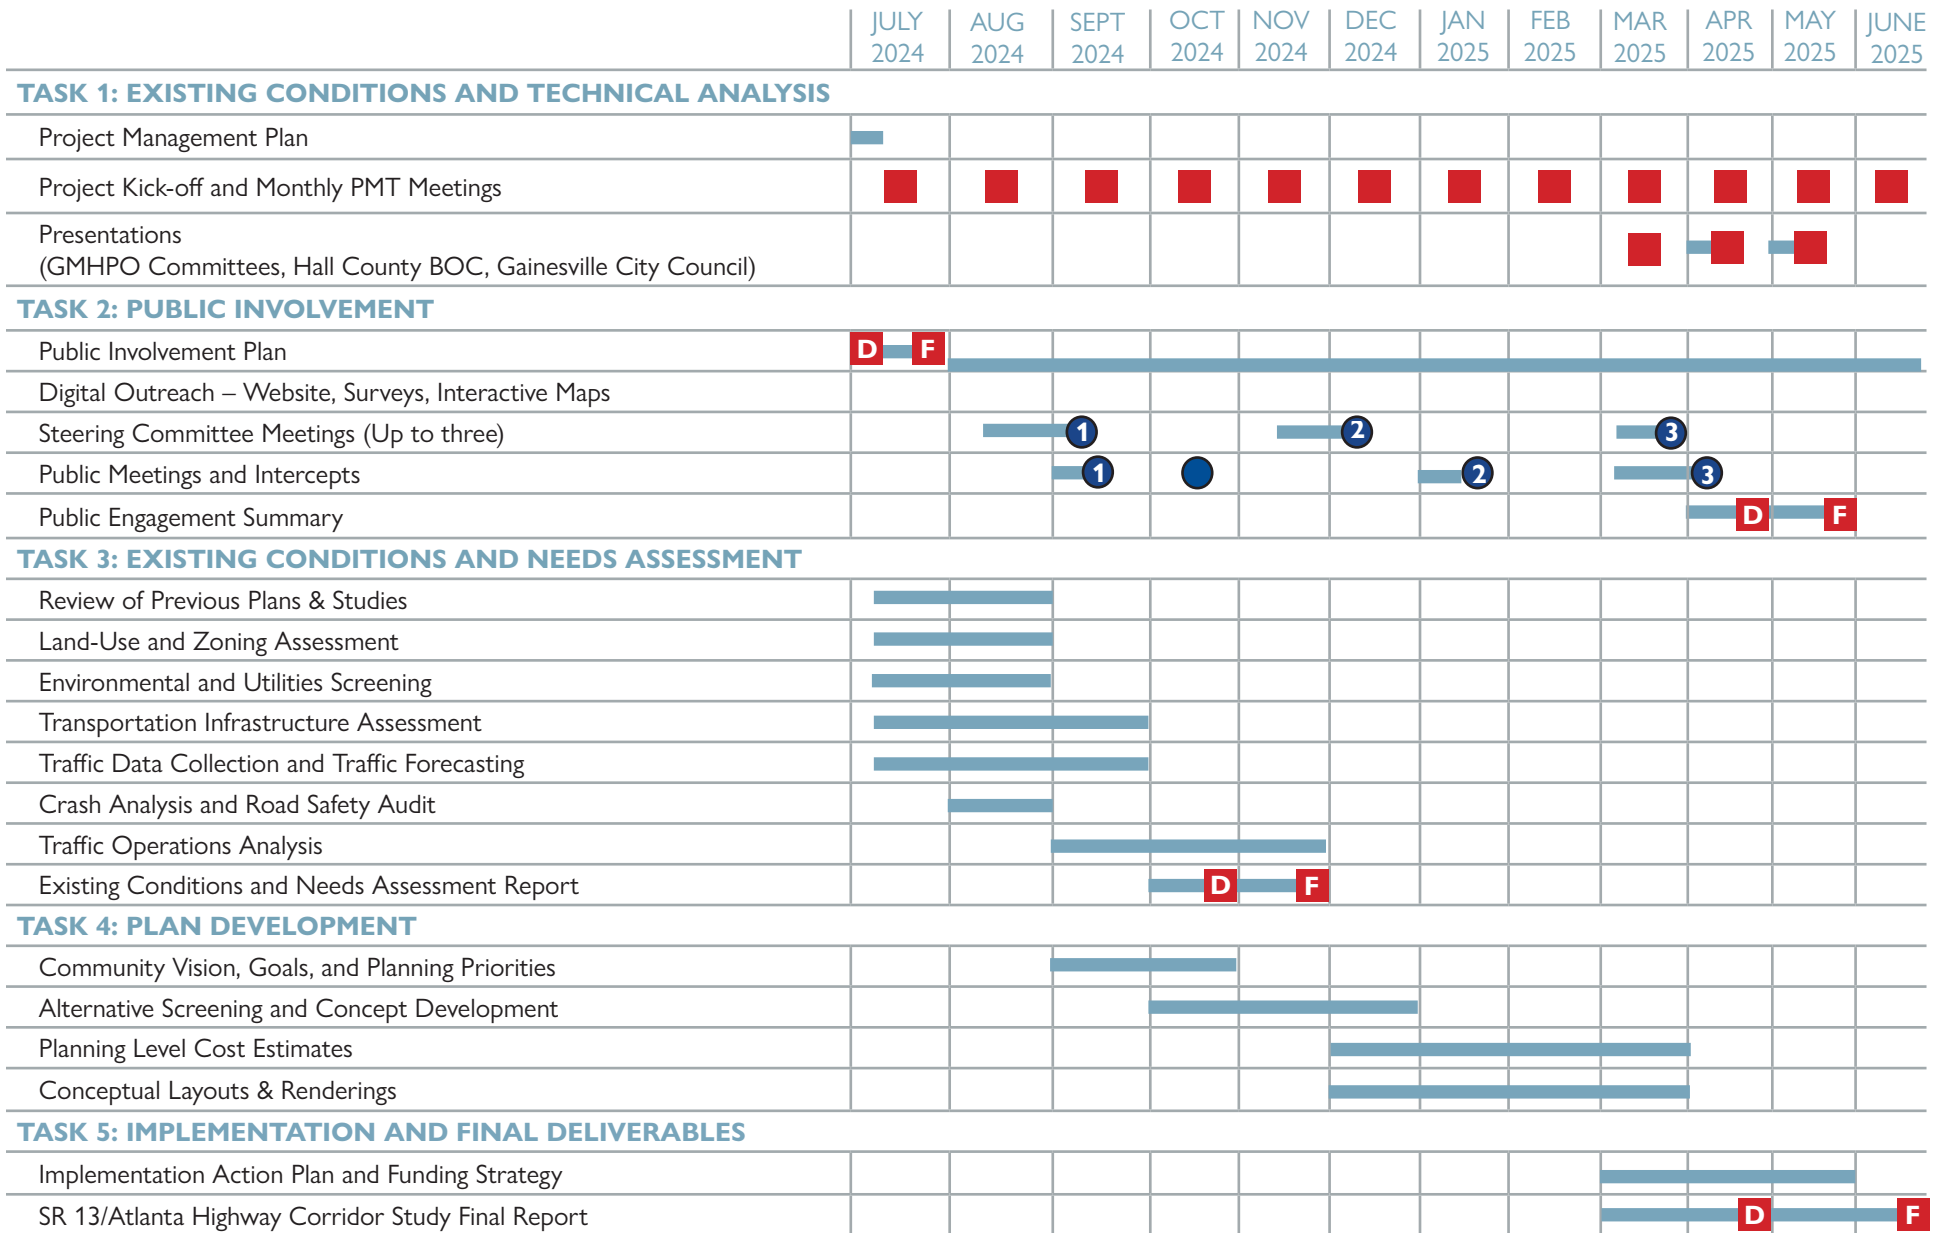 JULY AUG SEPT OCT NOV DEC JAN FEB MAR APR MAY JUNE
2024 2024 2024 2024 2024 2024 2025 2025 2025 2025 2025 2025
TASK 1: EXISTING CONDITIONS AND TECHNICAL ANALYSIS
Project Management Plan
Project Kick-off and Monthly PMT Meetings
Presentations
(GMHPO Committees, Hall County BOC, Gainesville City Council)
TASK 2: PUBLIC INVOLVEMENT
Public Involvement Plan D F
Digital Outreach – Website, Surveys, Interactive Maps
Steering Committee Meetings (Up to three) 1 2 3
Public Meetings and Intercepts 1 2 3
Public Engagement Summary D F
TASK 3: EXISTING CONDITIONS AND NEEDS ASSESSMENT
Review of Previous Plans & Studies
Land-Use and Zoning Assessment
Environmental and Utilities Screening
Transportation Infrastructure Assessment
Traffic Data Collection and Traffic Forecasting
Crash Analysis and Road Safety Audit
Traffic Operations Analysis
Existing Conditions and Needs Assessment Report D F
TASK 4: PLAN DEVELOPMENT
Community Vision, Goals, and Planning Priorities
Alternative Screening and Concept Development
Planning Level Cost Estimates
Conceptual Layouts & Renderings
TASK 5: IMPLEMENTATION AND FINAL DELIVERABLES
Implementation Action Plan and Funding Strategy
SR 13/Atlanta Highway Corridor Study Final Report D F